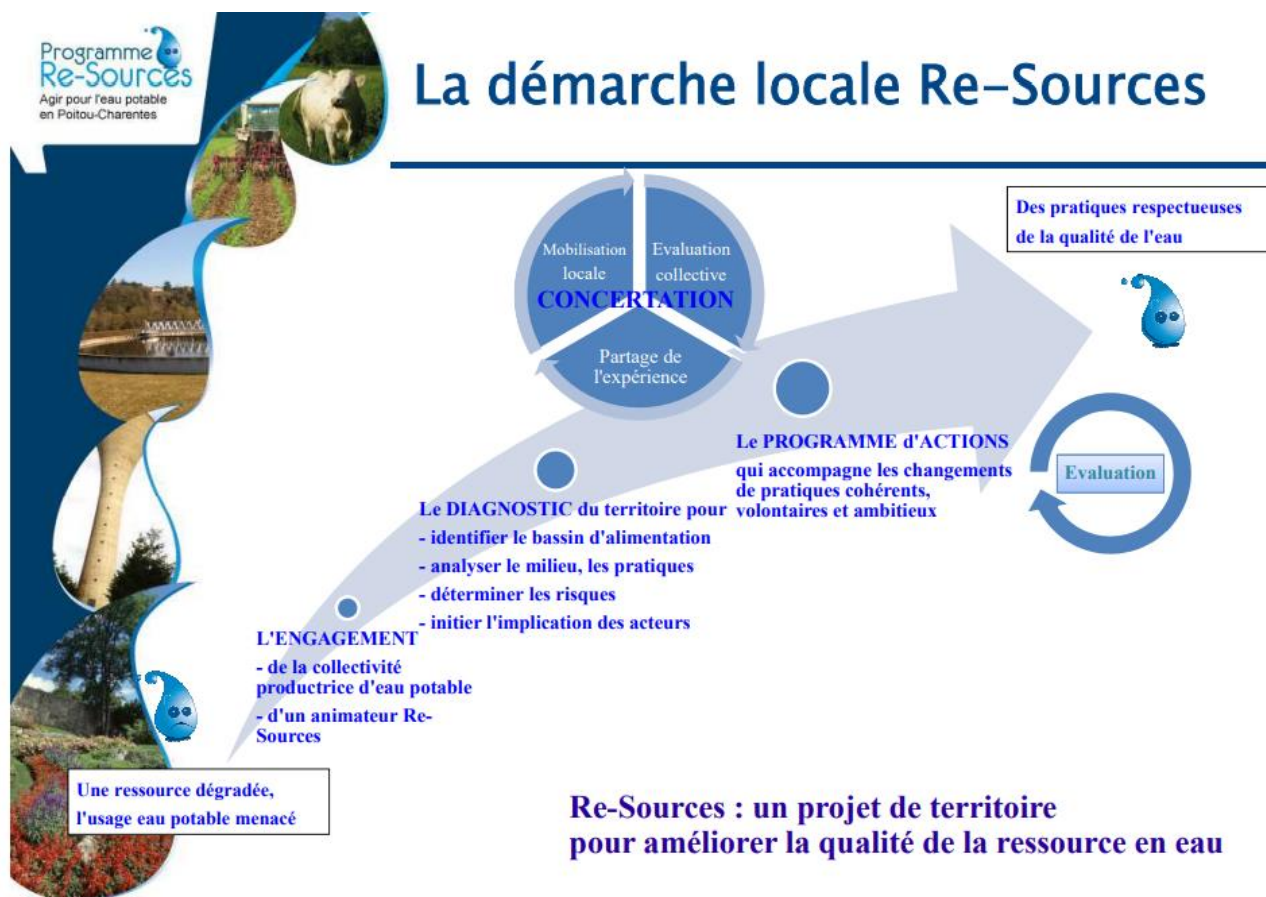 Programme
Re-Sources
Agir pour l'eau potable
en Poitou-Charentes
La démarche locale Re-Sources
Des pratiques respectueuses
de la qualité de l'eau
Mobilisation
locale
Evaluation
collective
CONCERTATION
Partage de
l'expérience
Le PROGRAMME d'ACTIONS
qui accompagne les changements
de pratiques cohérents,
volontaires et ambitieux
Evaluation
Le DIAGNOSTIC du territoire pour
- identifier le bassin d'alimentation
- analyser le milieu, les pratiques
- déterminer les risques
- initier l'implication des acteurs
L'ENGAGEMENT
- de la collectivité
productrice d'eau potable
- d'un animateur Re-
Sources
Une ressource dégradée,
l'usage eau potable menacé
Re-Sources : un projet de territoire
pour améliorer la qualité de la ressource en eau